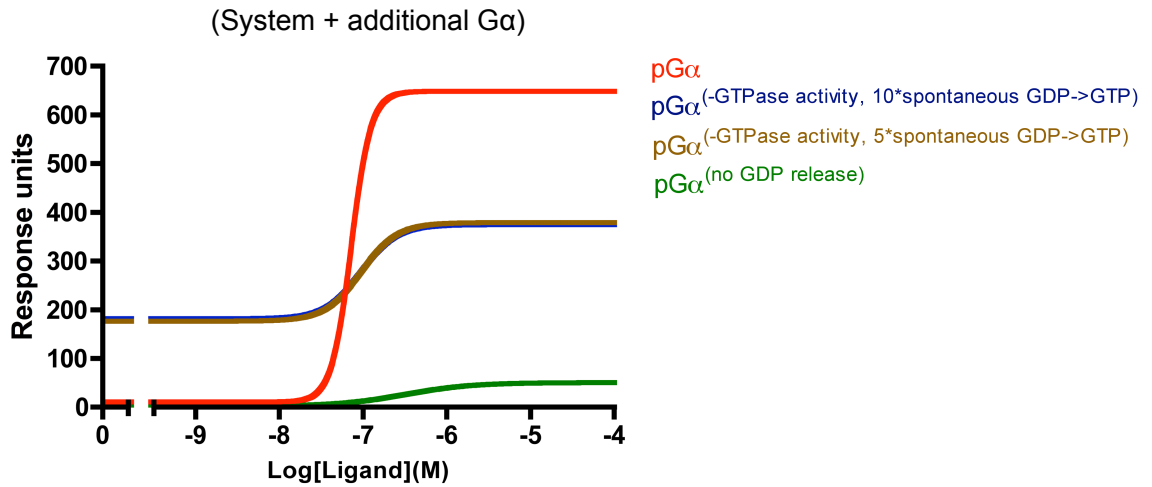 (System + additional Gα)
700
600
500
400
300
200
100
0
Response units
0
-9
-8
-7
-6
-5
-4
Log[Ligand](M)
pGα
pGα(-GTPase activity, 10*spontaneous GDP->GTP)
pGα(-GTPase activity, 5*spontaneous GDP->GTP)
pGα(no GDP release)